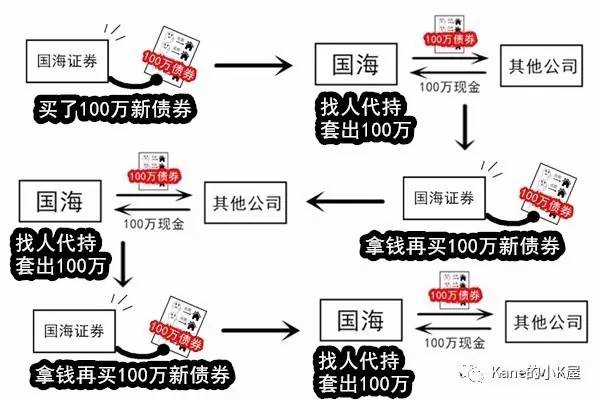 国海证券
100万债券
买了100万新债券
国海
100万债券
100万现金
其他公司
找人代持
套出100万
国海证券
100万债券
拿钱再买100万新债券
国海
100万债券
100万现金
其他公司
找人代持
套出100万
国海证券
100万债券
拿钱再买100万新债券
国海
100万债券
100万现金
其他公司
找人代持
套出100万
Kane的小K屋